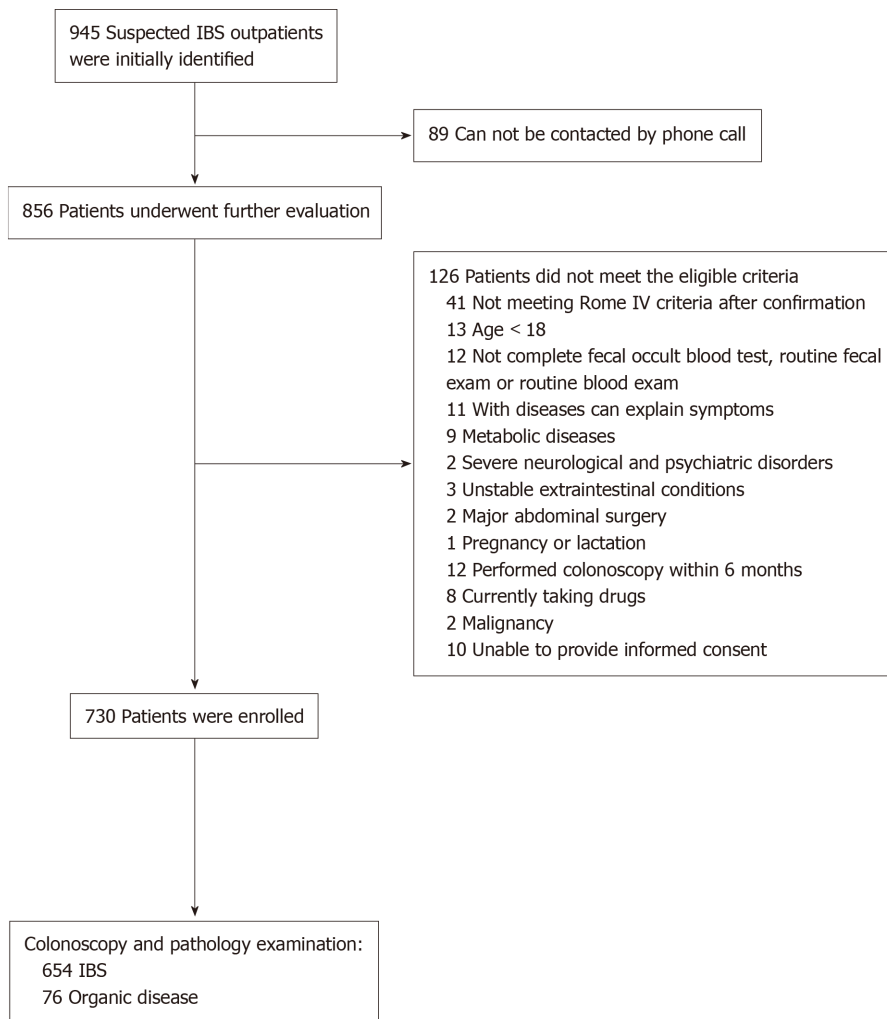 945 Suspected IBS outpatients
were initially identified
89 Can not be contacted by phone call
856 Patients underwent further evaluation
126 Patients did not meet the eligible criteria
41 Not meeting Rome IV criteria after confirmation
13 Age < 18
12 Not complete fecal occult blood test, routine fecal
exam or routine blood exam
11 With diseases can explain symptoms
9 Metabolic diseases
2 Severe neurological and psychiatric disorders
3 Unstable extraintestinal conditions
2 Major abdominal surgery
1 Pregnancy or lactation
12 Performed colonoscopy within 6 months
8 Currently taking drugs
2 Malignancy
10 Unable to provide informed consent
730 Patients were enrolled
Colonoscopy and pathology examination:
654 IBS
76 Organic disease